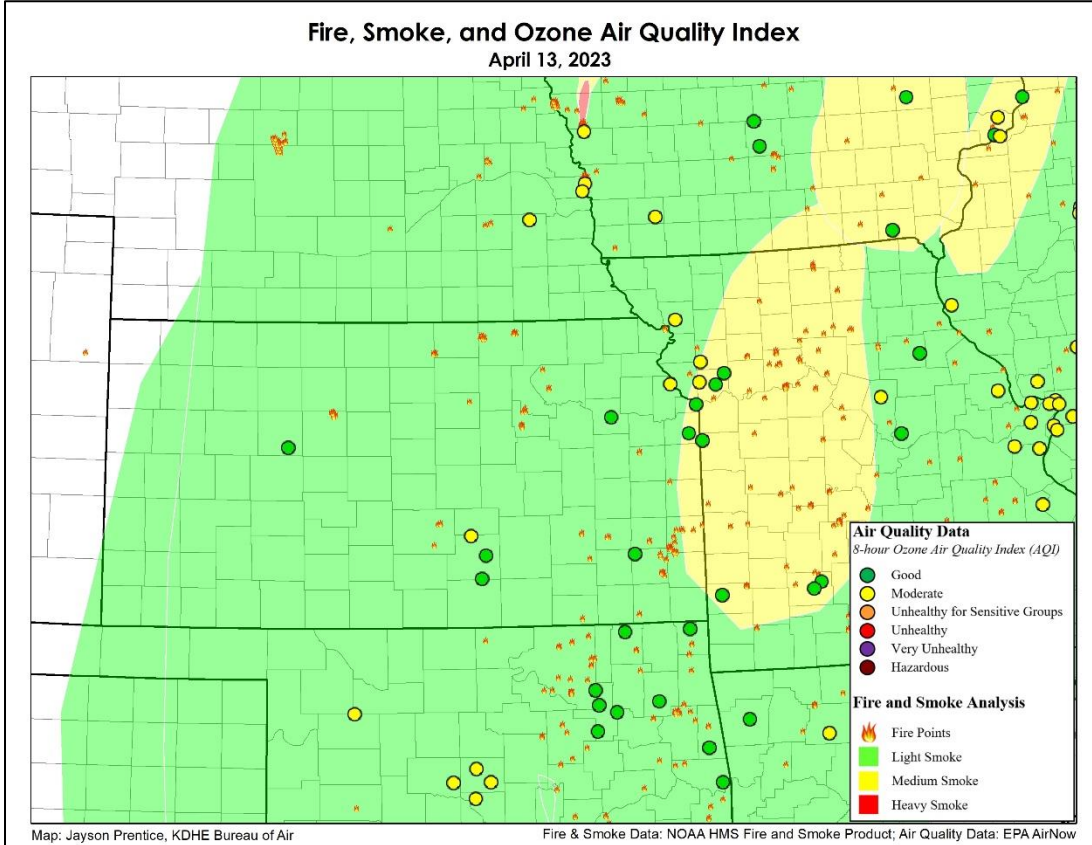 Fire, Smoke, and Ozone Air Quality Index
April 13, 2023
Air Quality Data
8-hour Ozone Air Quality Index (AQI)
Good
Moderate
Unhealthy for Sensitive Groups
Unhealthy
Very Unhealthy
Hazardous
Fire and Smoke Analysis
Fire Points
Light Smoke
Medium Smoke
Heavy Smoke
Map: Jayson Prentice, KDHE Bureau of Air
Fire & Smoke Data: NOAA HMS Fire and Smoke Product; Air Quality Data: EPA AirNow